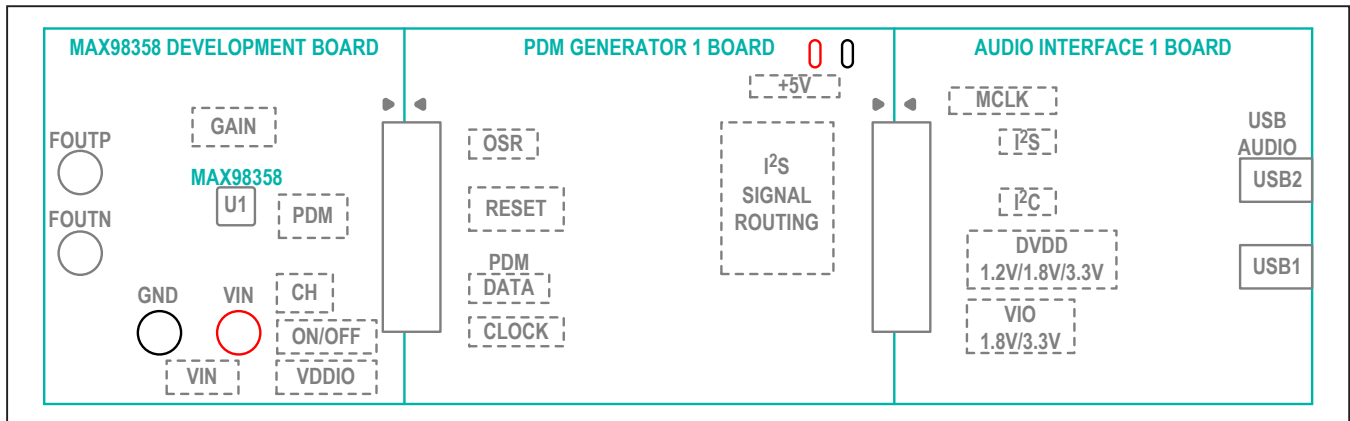 MAX98358 DEVELOPMENT BOARD
GAIN
FOUTP
MAX98358
U1
PDM
FOUTN
GND
VIN
CH
ON/OFF
VIN
VDDIO
PDM GENERATOR 1 BOARD
+5V
OSR
I²S
SIGNAL
ROUTING
RESET
PDM
DATA
CLOCK
AUDIO INTERFACE 1 BOARD
MCLK
I²S
USB
AUDIO
USB2
I²C
DVDD
1.2V/1.8V/3.3V
USB1
VIO
1.8V/3.3V